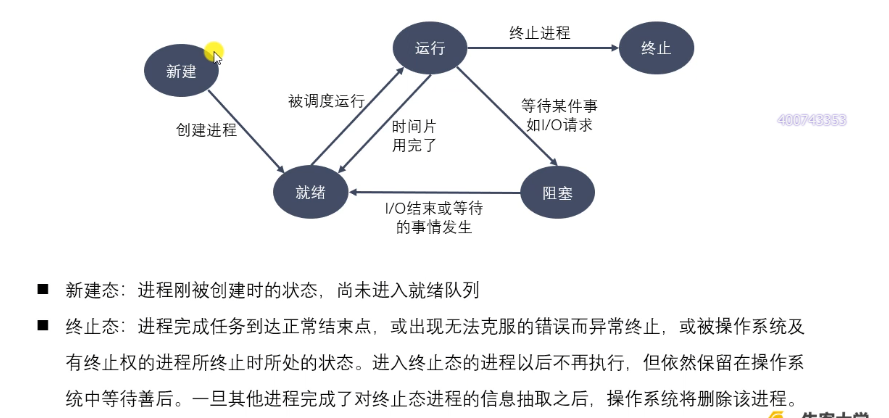 运行
终止进程
终止
新建
被调度运行
等待某件事
如I/O请求
400743353
创建进程
时间片
用完了
就绪
阻塞
I/O结束或等待
的事情发生
■ 新建态：进程刚被创建时的状态，尚未进入就绪队列
■ 终止态：进程完成任务到达正常结束点，或出现无法克服的错误而异常终止，或被操作系统及
有终止权的进程所终止时所处的状态。进入终止态的进程以后不再执行，但依然保留在操作系
统中等待善后。一旦其他进程完成了对终止态进程的信息抽取之后，操作系统将删除该进程。